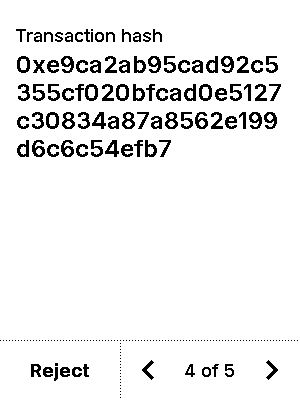 Transaction hash
0xe9ca2ab95cad92c5
355cf020bfcad0e5127
c30834a87a8562e199
d6c6c54efb7
Reject
4 of 5